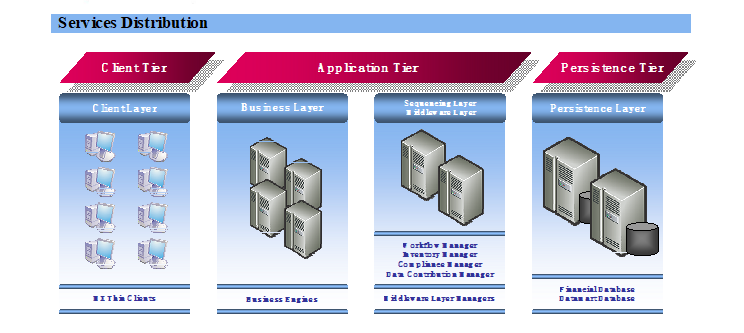 Services Distribution
Client Tier
Application Tier
Persistence Tier
Client Layer
Business Layer
Sequencing Layer
Middleware Layer
Persistence Layer
Workflow Manager
Inventory Manager
Compliance Manager
Data Contribution Manager
Financial Database
Datamart Database
Thin Clients
Business Engines
Middleware Layer Managers